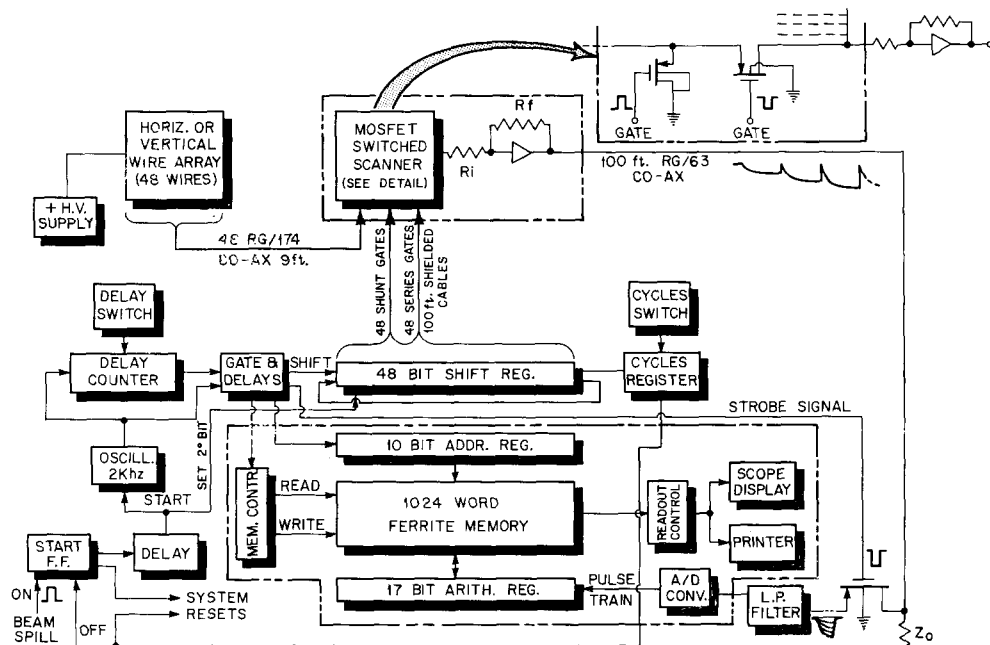 HORIZ. OR
VERTICAL
WIRE ARRAY
(48 WIRES)
+ H.V.
SUPPLY
4E RG/174
CO-AX 9ft.
MOSFET
SWITCHED
SCANNER
(SEE DETAIL)
Rf
Ri
GATE
GATE
100 ft. RG/63
CO-AX
48 SHUNT GATES
48 SERIES GATES
100ft. SHIELDED
CABLES
DELAY
SWITCH
DELAY
COUNTER
GATE &
DELAYS
SHIFT
48 BIT SHIFT REG.
CYCLES
SWITCH
CYCLES
REGISTER
STROBE SIGNAL
OSCILL.
2Khz
START
SET 2° BIT
10 BIT ADDR. REG.
MEM. CONTR.
READ
WRITE
1024 WORD
FERRITE MEMORY
READOUT
CONTROL
SCOPE
DISPLAY
PRINTER
START
F.F.
DELAY
SYSTEM
RESETS
ON
BEAM
SPILL
OFF
17 BIT ARITH. REG.
PULSE
TRAIN
A/D
CONV.
L.P.
FILTER
Zo